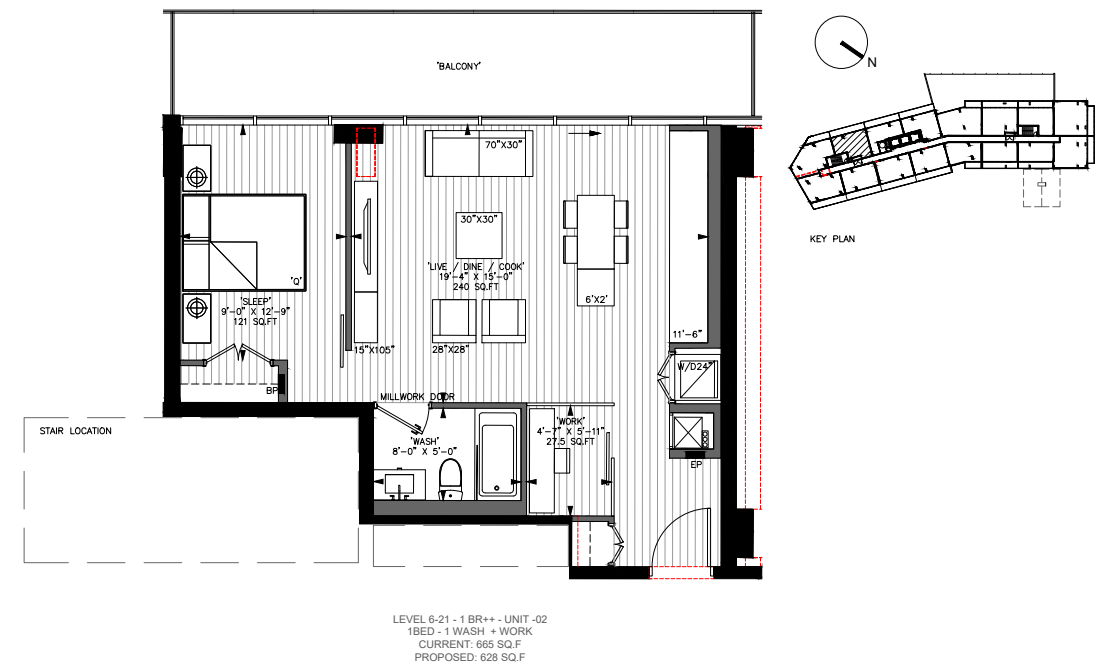 'BALCONY'
N
KEY PLAN
70"X30"
30"X30"
'Q'
'LIVE / DINE / COOK'
19'-4" X 15'-0"
240 SQ.FT
'SLEEP'
9'-0" X 12'-9"
121 SQ.FT
6'X2'
11'-6"
15"X105"
28"X28"
W/D24"
BP
MILLWORK DOOR
STAIR LOCATION
'WASH'
8'-0" X 5'-0"
'WORK'
4'-7" X 5'-11"
27.5 SQ.FT
EP
LEVEL 6-21 - 1 BR++ - UNIT -02
1BED - 1 WASH + WORK
CURRENT: 665 SQ.F
PROPOSED: 628 SQ.F